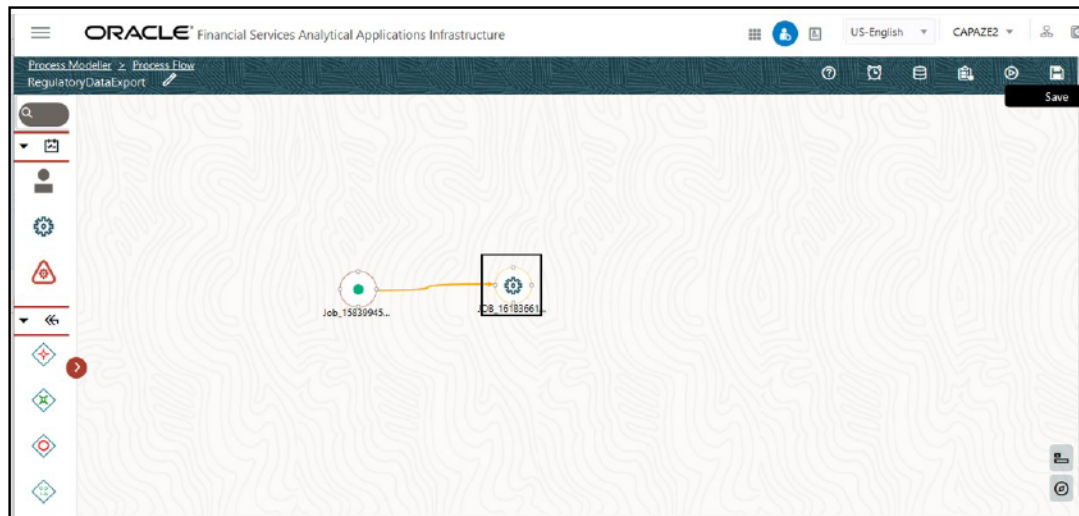 ORACLE Financial Services Analytical Applications Infrastructure
US-English
CAPAZE2
Process Modeller > Process Flow
RegulatoryDataExport
Save
Job_15839945...
JOB_16183661...